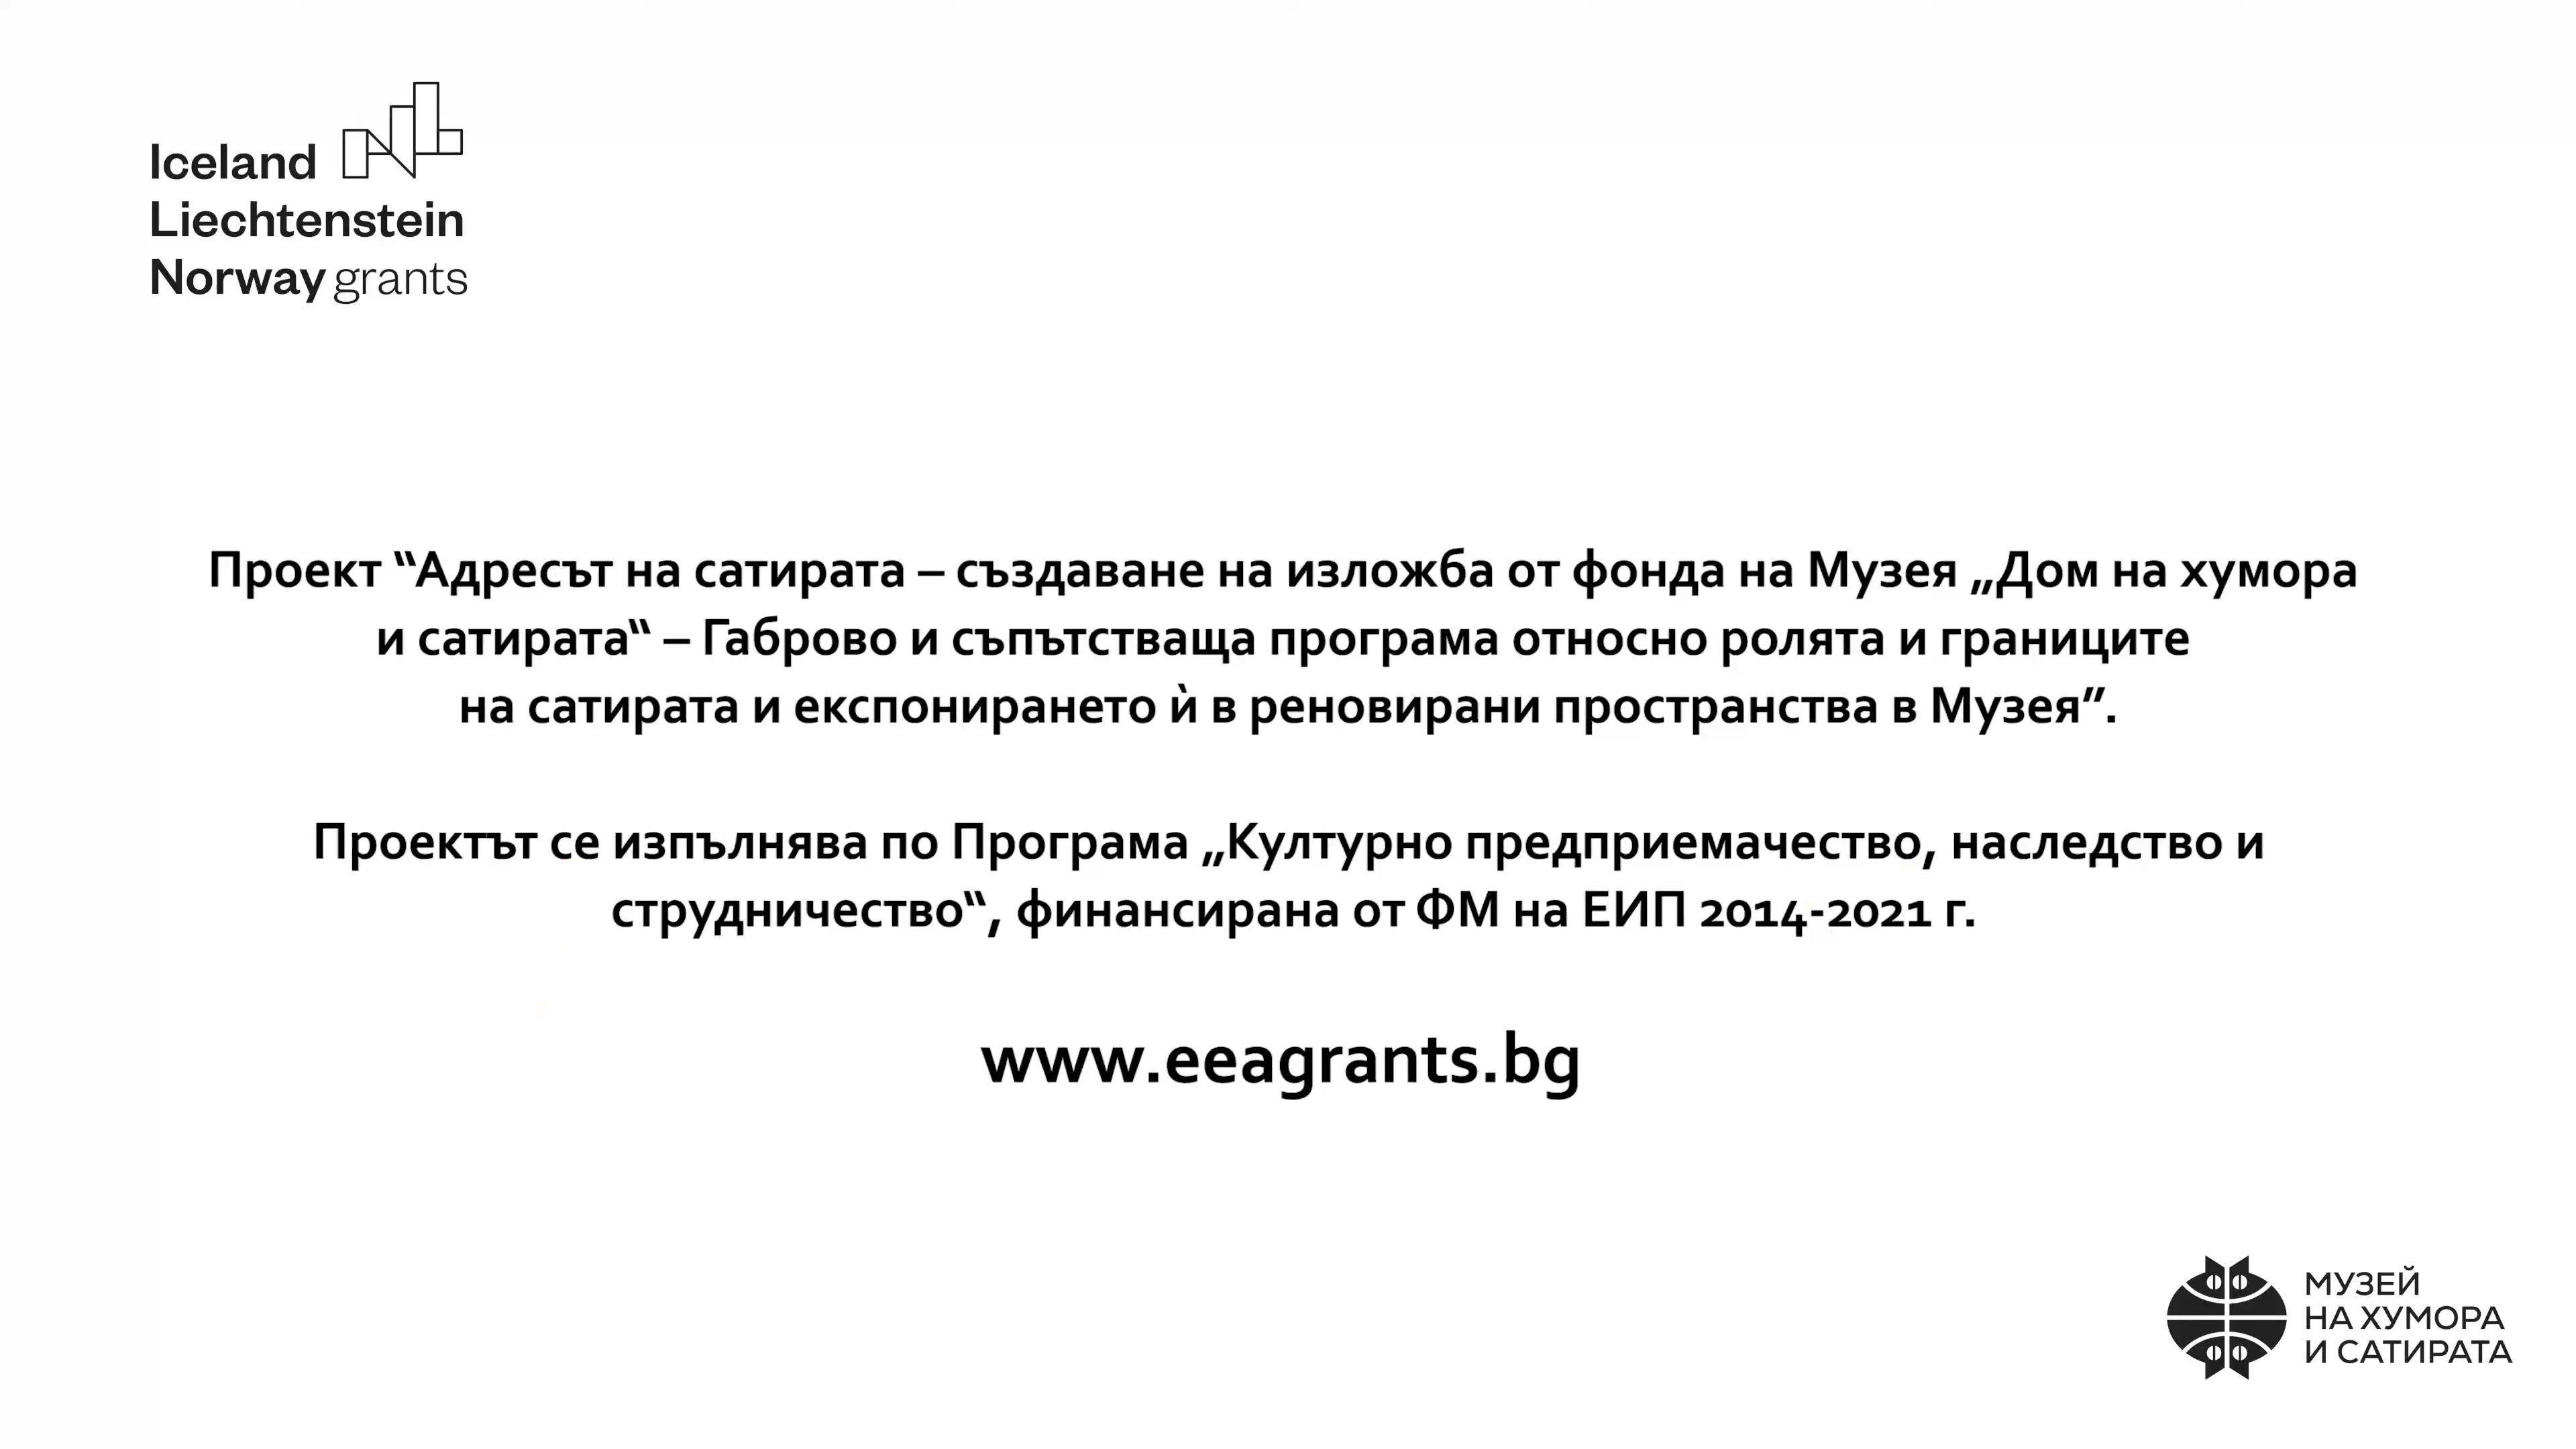 Iceland
Liechtenstein
Norway grants
Проект “Адресът на сатирата – създаване на изложба от фонда на Музея „Дом на хумора
и сатирата“ – Габрово и съпътстваща програма относно ролята и границите
на сатирата и експонирането ѝ в реновирани пространства в Музея”.
Проектът се изпълнява по Програма „Културно предприемачество, наследство и
струдничество“, финансирана от ФМ на ЕИП 2014-2021 г.
www.eeagrants.bg
МУЗЕЙ
НА ХУМОРА
И САТИРАТА